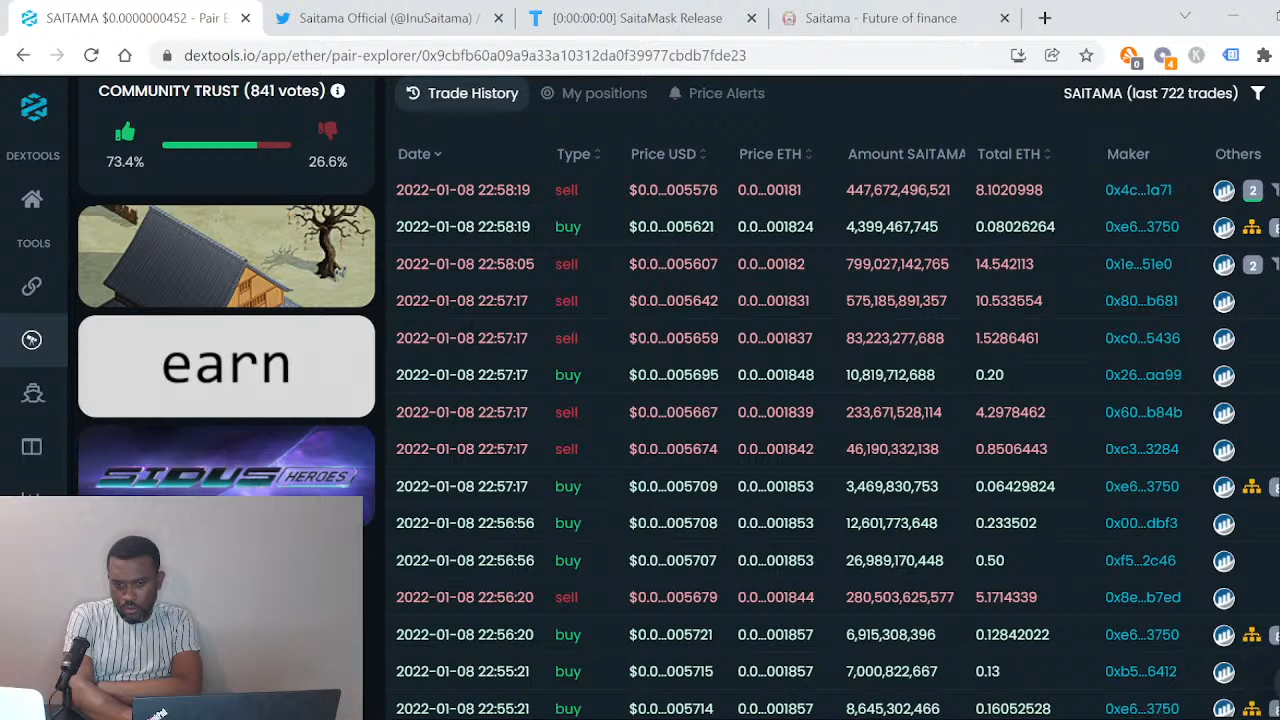 SAITAMA $0.0000000452 - Pair E
Saitama Official (@InuSaitama) /
[0:00:00:00] SaitaMask Release
Saitama - Future of finance
dextools.io/app/ether/pair-explorer/0x9cbfb60a09a9a33a10312da0f39977cbdb7fde23
0
4
K
DEXTOOLS
TOOLS
COMMUNITY TRUST (841 votes)
73.4%
26.6%
earn
SIDUS HEROES
Trade History
My positions
Price Alerts
SAITAMA (last 722 trades)
Date Type Price USD Price ETH Amount SAITAMA Total ETH Maker Others
2022-01-08 22:58:19 sell $0.0...005576 0.0...00181 447,672,496,521 8.1020998 0x4c...1a71 2
2022-01-08 22:58:19 buy $0.0...005621 0.0...001824 4,399,467,745 0.08026264 0xe6...3750
2022-01-08 22:58:05 sell $0.0...005607 0.0...00182 799,027,142,765 14.542113 0x1e...51e0 2
2022-01-08 22:57:17 sell $0.0...005642 0.0...001831 575,185,891,357 10.533554 0x80...b681
2022-01-08 22:57:17 sell $0.0...005659 0.0...001837 83,223,277,688 1.5286461 0xc0...5436
2022-01-08 22:57:17 buy $0.0...005695 0.0...001848 10,819,712,688 0.20 0x26...aa99
2022-01-08 22:57:17 sell $0.0...005667 0.0...001839 233,671,528,114 4.2978462 0x60...b84b
2022-01-08 22:57:17 sell $0.0...005674 0.0...001842 46,190,332,138 0.8506443 0xc3...3284
2022-01-08 22:57:17 buy $0.0...005709 0.0...001853 3,469,830,753 0.06429824 0xe6...3750
2022-01-08 22:56:56 buy $0.0...005708 0.0...001853 12,601,773,648 0.233502 0x00...dbf3
2022-01-08 22:56:56 buy $0.0...005707 0.0...001853 26,989,170,448 0.50 0xf5...2c46
2022-01-08 22:56:20 sell $0.0...005679 0.0...001844 280,503,625,577 5.1714339 0x8e...b7ed
2022-01-08 22:56:20 buy $0.0...005721 0.0...001857 6,915,308,396 0.12842022 0xe6...3750
2022-01-08 22:55:21 buy $0.0...005715 0.0...001857 7,000,822,667 0.13 0xb5...6412
2022-01-08 22:55:21 buy $0.0...005714 0.0...001856 8,645,302,466 0.16052528 0xe6...3750